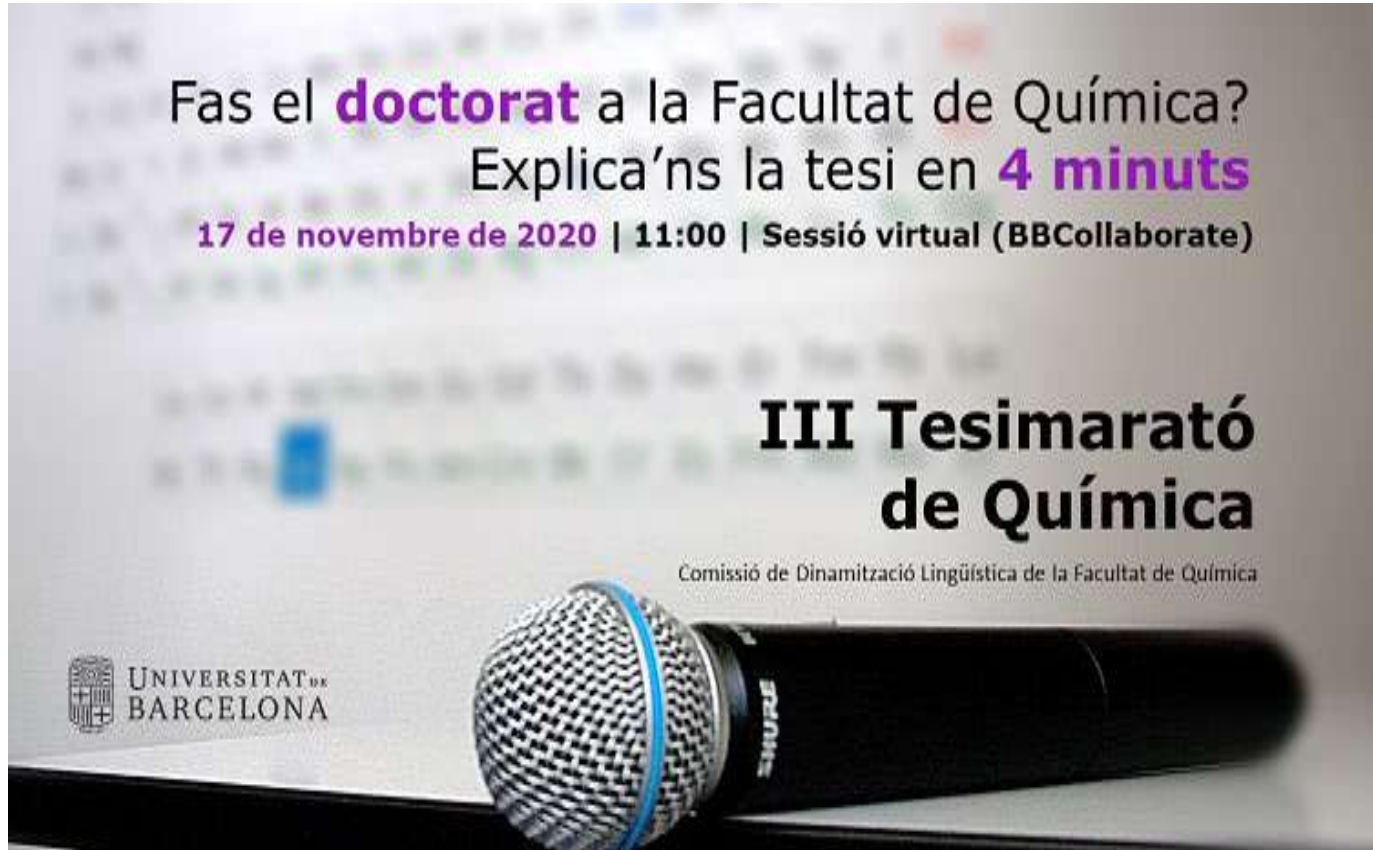 Fas el doctorat a la Facultat de Química?
Explica’ns la tesi en 4 minuts
17 de novembre de 2020 | 11:00 | Sessió virtual (BBCollaborate)
III Tesimarató
de Química
Comissió de Dinamització Lingüística de la Facultat de Química
UNIVERSITAT DE
BARCELONA